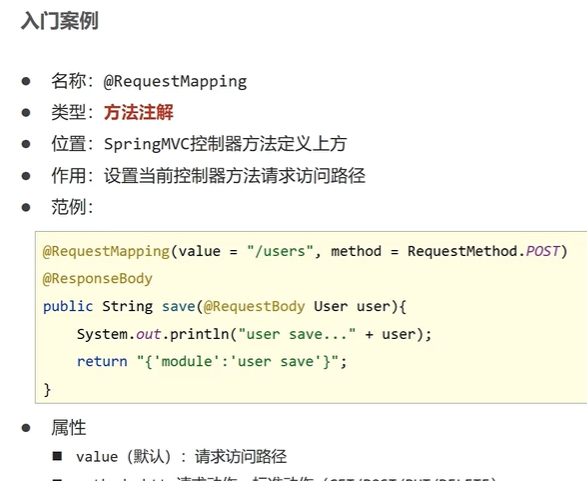 入门案例
● 名称：@RequestMapping
● 类型：方法注解
● 位置：SpringMVC控制器方法定义上方
● 作用：设置当前控制器方法请求访问路径
● 范例：
@RequestMapping(value = "/users", method = RequestMethod.POST)
@ResponseBody
public String save(@RequestBody User user){
    System.out.println("user save..." + user);
    return "{'module':'user save'}";
}
● 属性
■ value（默认）：请求访问路径